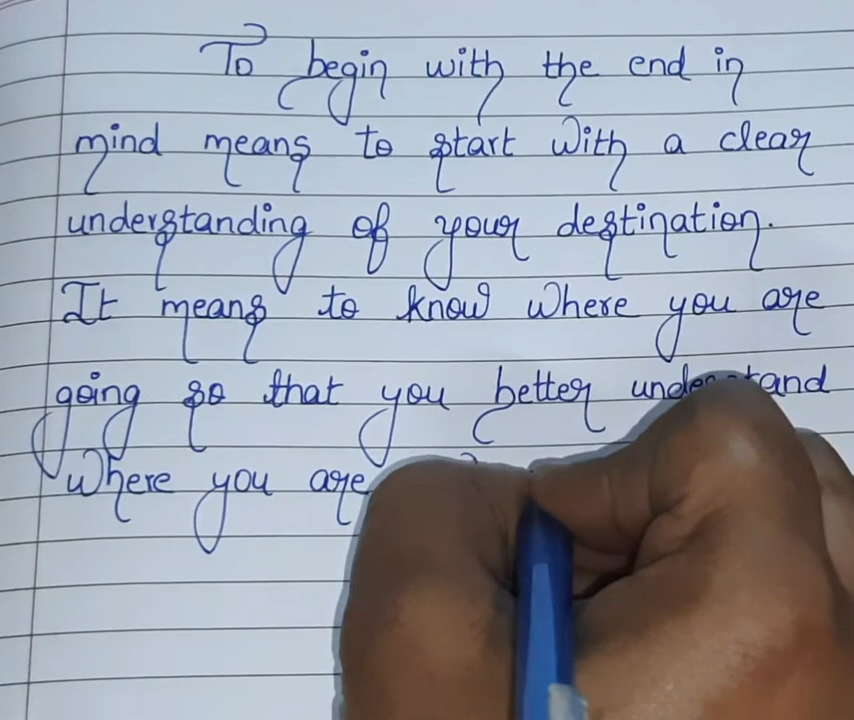 To begin with the end in
mind means to start with a clear
understanding of your destination.
It means to know where you are
going so that you better understand
where you are